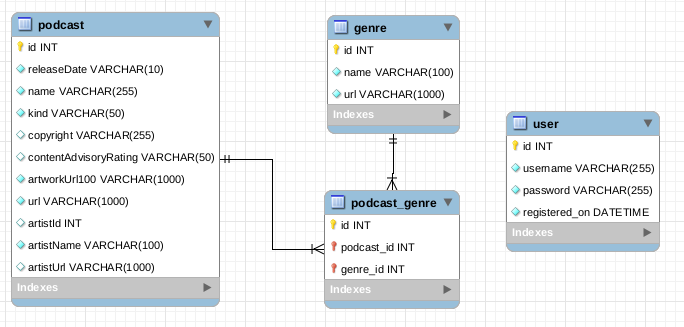 podcast
id INT
releaseDate VARCHAR(10)
name VARCHAR(255)
kind VARCHAR(50)
copyright VARCHAR(255)
contentAdvisoryRating VARCHAR(50)
artworkUrl100 VARCHAR(1000)
url VARCHAR(1000)
artistId INT
artistName VARCHAR(100)
artistUrl VARCHAR(1000)
Indexes
genre
id INT
name VARCHAR(100)
url VARCHAR(1000)
Indexes
podcast_genre
id INT
podcast_id INT
genre_id INT
Indexes
user
id INT
username VARCHAR(255)
password VARCHAR(255)
registered_on DATETIME
Indexes